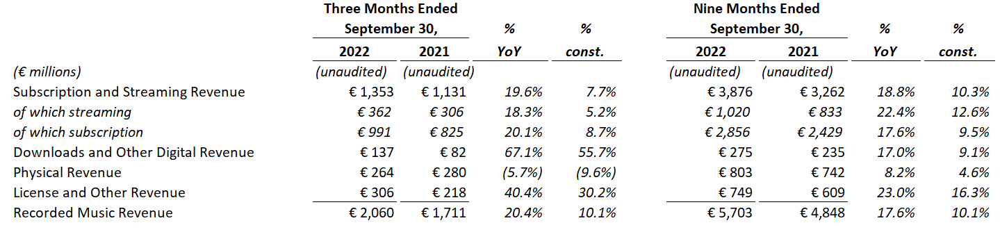 Three Months Ended Nine Months Ended
September 30, % % September 30, % %
2022 2021 YoY const. 2022 2021 YoY const.
(€ millions) (unaudited) (unaudited) (unaudited) (unaudited)
Subscription and Streaming Revenue € 1,353 € 1,131 19.6% 7.7% € 3,876 € 3,262 18.8% 10.3%
of which streaming € 362 € 306 18.3% 5.2% € 1,020 € 833 22.4% 12.6%
of which subscription € 991 € 825 20.1% 8.7% € 2,856 € 2,429 17.6% 9.5%
Downloads and Other Digital Revenue € 137 € 82 67.1% 55.7% € 275 € 235 17.0% 9.1%
Physical Revenue € 264 € 280 (5.7%) (9.6%) € 803 € 742 8.2% 4.6%
License and Other Revenue € 306 € 218 40.4% 30.2% € 749 € 609 23.0% 16.3%
Recorded Music Revenue € 2,060 € 1,711 20.4% 10.1% € 5,703 € 4,848 17.6% 10.1%